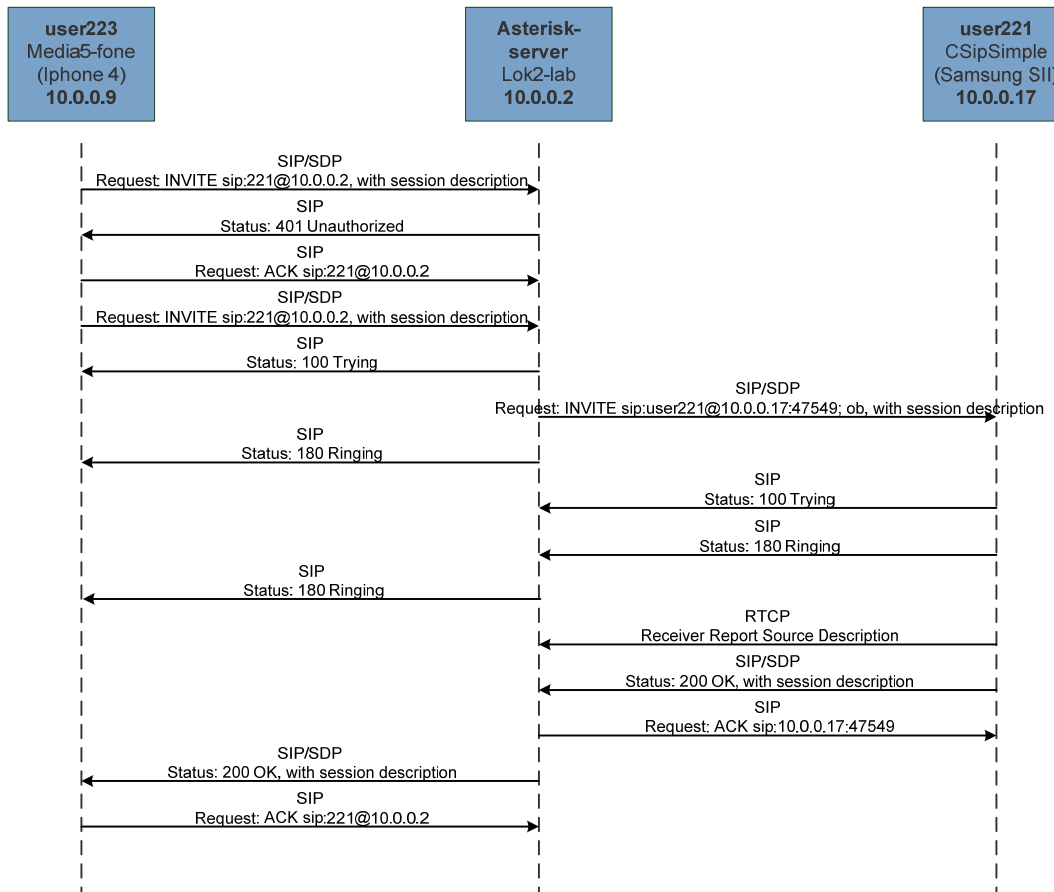 user223
Media5-fone
(Iphone 4)
10.0.0.9
Asterisk-
server
Lok2-lab
10.0.0.2
user221
CSipSimple
(Samsung SII)
10.0.0.17
SIP/SDP
Request: INVITE sip:221@10.0.0.2, with session description
SIP
Status: 401 Unauthorized
SIP
Request: ACK sip:221@10.0.0.2
SIP/SDP
Request: INVITE sip:221@10.0.0.2, with session description
SIP
Status: 100 Trying
SIP/SDP
Request: INVITE sip:user221@10.0.0.17:47549; ob, with session description
SIP
Status: 180 Ringing
SIP
Status: 100 Trying
SIP
Status: 180 Ringing
SIP
Status: 180 Ringing
RTCP
Receiver Report Source Description
SIP/SDP
Status: 200 OK, with session description
SIP
Request: ACK sip:10.0.0.17:47549
SIP/SDP
Status: 200 OK, with session description
SIP
Request: ACK sip:221@10.0.0.2